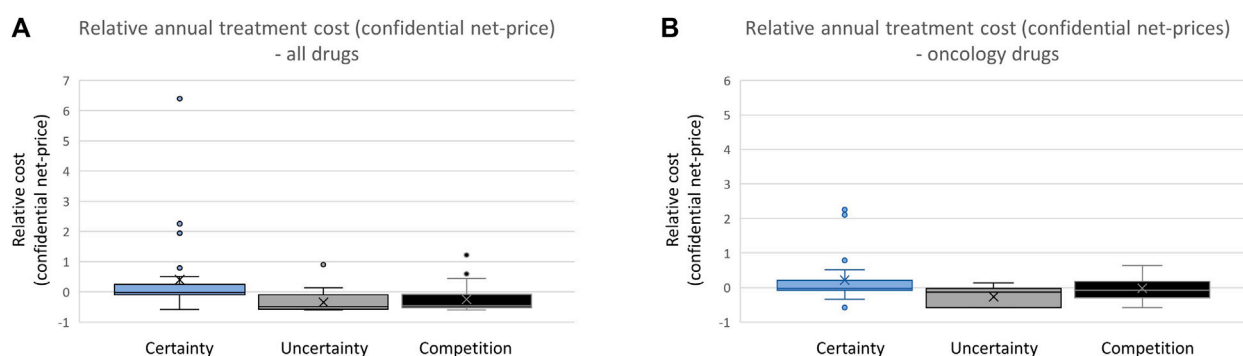 A
Relative annual treatment cost (confidential net-price)
- all drugs
Relative cost
(confidential net-price)
7
6
5
4
3
2
1
0
-1
Certainty
Uncertainty
Competition
B
Relative annual treatment cost (confidential net-prices)
- oncology drugs
Relative cost
(confidential net-price)
6
5
4
3
2
1
0
-1
Certainty
Uncertainty
Competition